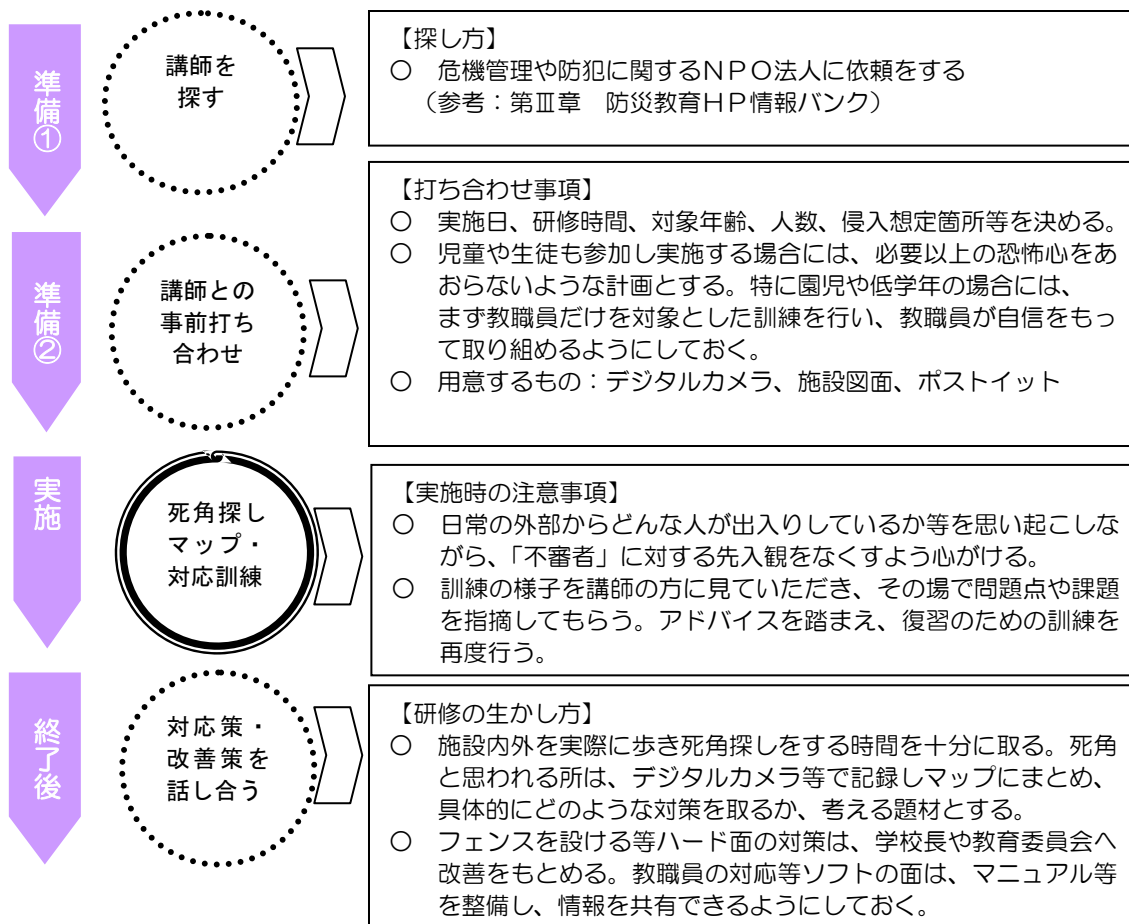 準備①
講師を
探す
【探し方】
○　危機管理や防犯に関するＮＰＯ法人に依頼をする
（参考：第Ⅲ章　防災教育ＨＰ情報バンク）
準備②
講師との
事前打ち
合わせ
【打ち合わせ事項】
○　実施日、研修時間、対象年齢、人数、侵入想定箇所等を決める。
○　児童や生徒も参加し実施する場合には、必要以上の恐怖心をあ
おらないような計画とする。特に園児や低学年の場合には、
まず教職員だけを対象とした訓練を行い、教職員が自信をもっ
て取り組めるようにしておく。
○　用意するもの：デジタルカメラ、施設図面、ポストイット
実施
死角探し
マップ・
対応訓練
【実施時の注意事項】
○　日常の外部からどんな人が出入りしているか等を思い起こしな
がら、「不審者」に対する先入観をなくすよう心がける。
○　訓練の様子を講師の方に見ていただき、その場で問題点や課題
を指摘してもらう。アドバイスを踏まえ、復習のための訓練を
再度行う。
終了後
対応策・
改善策を
話し合う
【研修の生かし方】
○　施設内外を実際に歩き死角探しをする時間を十分に取る。死角
と思われる所は、デジタルカメラ等で記録しマップにまとめ、
具体的にどのような対策を取るか、考える題材とする。
○　フェンスを設ける等ハード面の対策は、学校長や教育委員会へ
改善をもとめる。教職員の対応等ソフトの面は、マニュアル等
を整備し、情報を共有できるようにしておく。